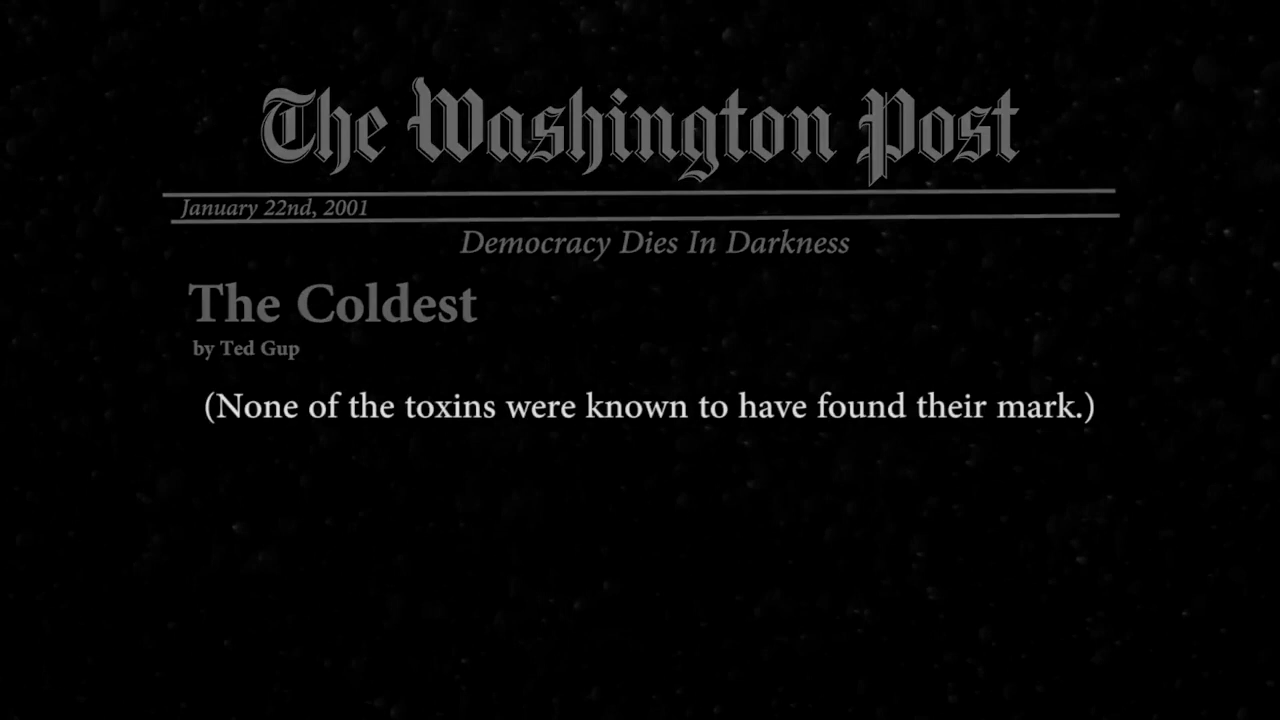 The Washington Post
January 22nd, 2001
Democracy Dies In Darkness
The Coldest
by Ted Gup
(None of the toxins were known to have found their mark.)